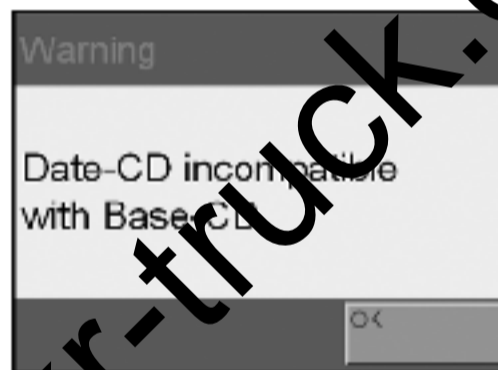 Warning
Date-CD incompatible
with Base-CD
OK
r-truck.